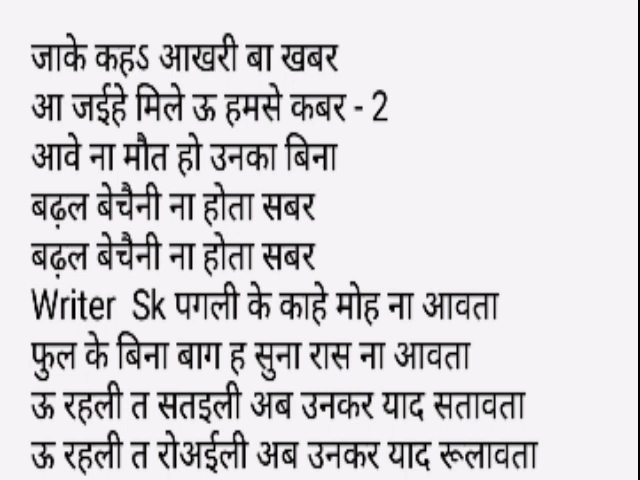 जाके कहऽ आखरी बा खबर
आ जईहे मिले ऊ हमसे कबर - 2
आवे ना मौत हो उनका बिना
बढ़ल बेचैनी ना होता सबर
बढ़ल बेचैनी ना होता सबर
Writer Sk पगली के काहे मोह ना आवता
फुल के बिना बाग ह सुना रास ना आवता
ऊ रहली त सतइली अब उनकर याद सतावता
ऊ रहली त रोअईली अब उनकर याद रूलावता